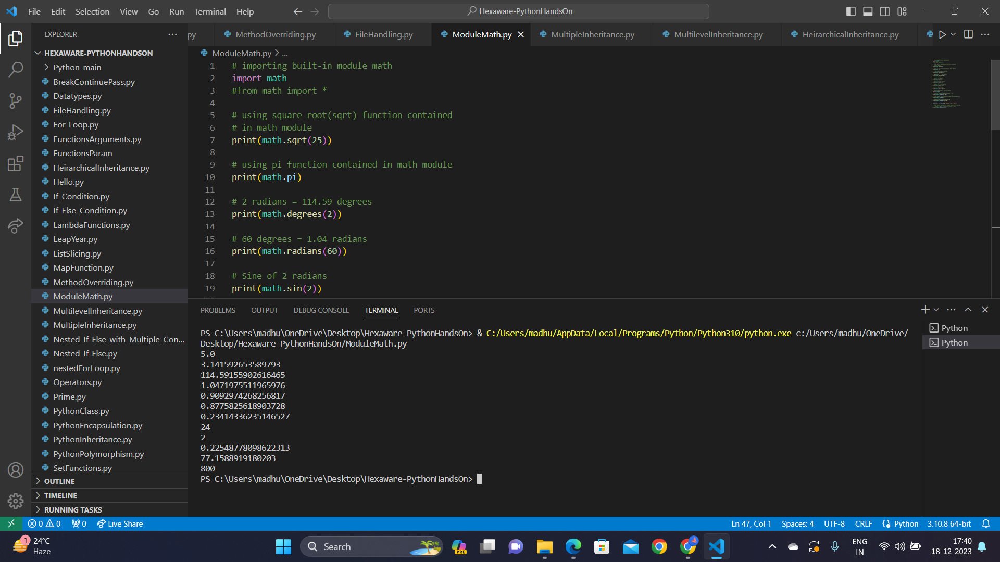 File Edit Selection View Go Run Terminal Help
Hexaware-PythonHandsOn
EXPLORER
py
MethodOverriding.py
FileHandling.py
ModuleMath.py
MultipleInheritance.py
MultilevelInheritance.py
HeirarchicalInheritance.py
HEXAWARE-PYTHONHANDSON
Python-main
BreakContinuePass.py
Datatypes.py
FileHandling.py
For-Loop.py
FunctionsArguments.py
FunctionsParam
HeirarchicalInheritance.py
Hello.py
If_Condition.py
If-Else_Condition.py
LambdaFunctions.py
LeapYear.py
ListSlicing.py
MapFunction.py
MethodOverriding.py
ModuleMath.py
MultilevelInheritance.py
MultipleInheritance.py
Nested_If-Else_with_Multiple_Con...
Nested_If-Else.py
nestedForLoop.py
Operators.py
Prime.py
PythonClass.py
PythonEncapsulation.py
PythonInheritance.py
PythonPolymorphism.py
SetFunctions.py
OUTLINE
TIMELINE
RUNNING TASKS
ModuleMath.py > ...
1 # importing built-in module math
2 import math
3 #from math import *
4
5 # using square root(sqrt) function contained
6 # in math module
7 print(math.sqrt(25))
8
9 # using pi function contained in math module
10 print(math.pi)
11
12 # 2 radians = 114.59 degrees
13 print(math.degrees(2))
14
15 # 60 degrees = 1.04 radians
16 print(math.radians(60))
17
18 # Sine of 2 radians
19 print(math.sin(2))
PROBLEMS OUTPUT DEBUG CONSOLE TERMINAL PORTS
PS C:\Users\madhu\OneDrive\Desktop\Hexaware-PythonHandsOn> & C:/Users/madhu/AppData/Local/Programs/Python/Python310/python.exe c:/Users/madhu/OneDrive/
Desktop/Hexaware-PythonHandsOn/ModuleMath.py
5.0
3.141592653589793
114.59155902616465
1.0471975511965976
0.9092974268256817
0.8775825618903728
0.23414336235146527
24
2
0.22548778098622313
77.1588919180203
800
PS C:\Users\madhu\OneDrive\Desktop\Hexaware-PythonHandsOn>
Python
Python
0 0 0 Live Share
Ln 47, Col 1 Spaces: 4 UTF-8 CRLF Python 3.10.8 64-bit
1
24°C
Haze
Search
PRE
ENG
IN
17:40
18-12-2023